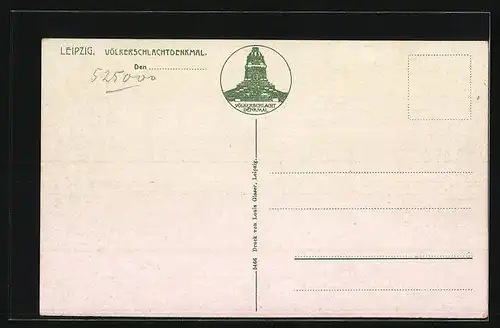 LEIPZIG. VÖLKERSCHLACHTDENKMAL.
Den
525000
VÖLKERSCHLACHT
DENKMAL
5466 Druck von Louis Glaser, Leipzig.